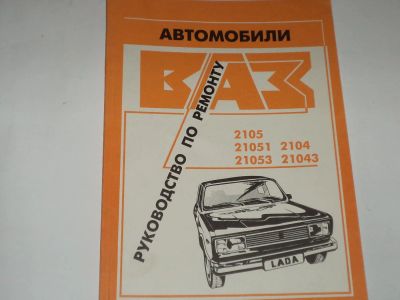 АВТОМОБИЛИ
ВАЗ
РУКОВОДСТВО ПО РЕМОНТУ
2105
21051 2104
21053 21043
LADA